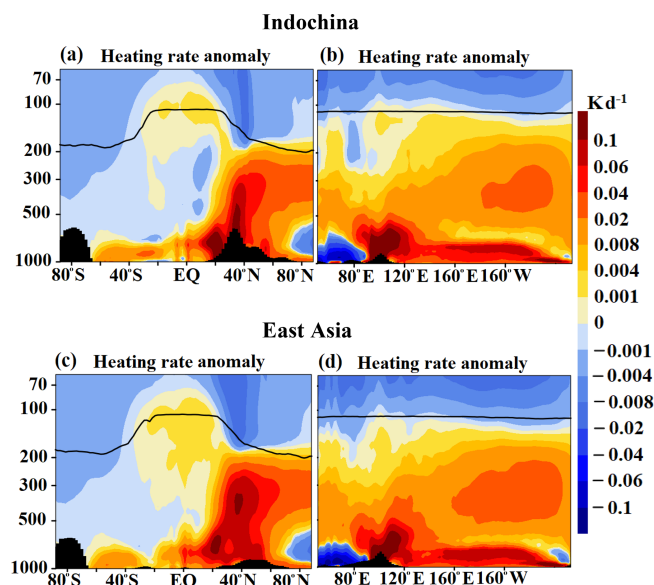 Indochina
(a) Heating rate anomaly
(b) Heating rate anomaly
70
100
200
300
500
1000
80°S 40°S EQ 40°N 80°N
80°E 120°E 160°E 160°W
Kd⁻¹
0.1
0.06
0.04
0.02
0.008
0.004
0.001
0
−0.001
−0.004
−0.008
−0.02
−0.04
−0.06
−0.1
East Asia
(c) Heating rate anomaly
(d) Heating rate anomaly
70
100
200
300
500
1000
80°S 40°S EQ 40°N 80°N
80°E 120°E 160°E 160°W